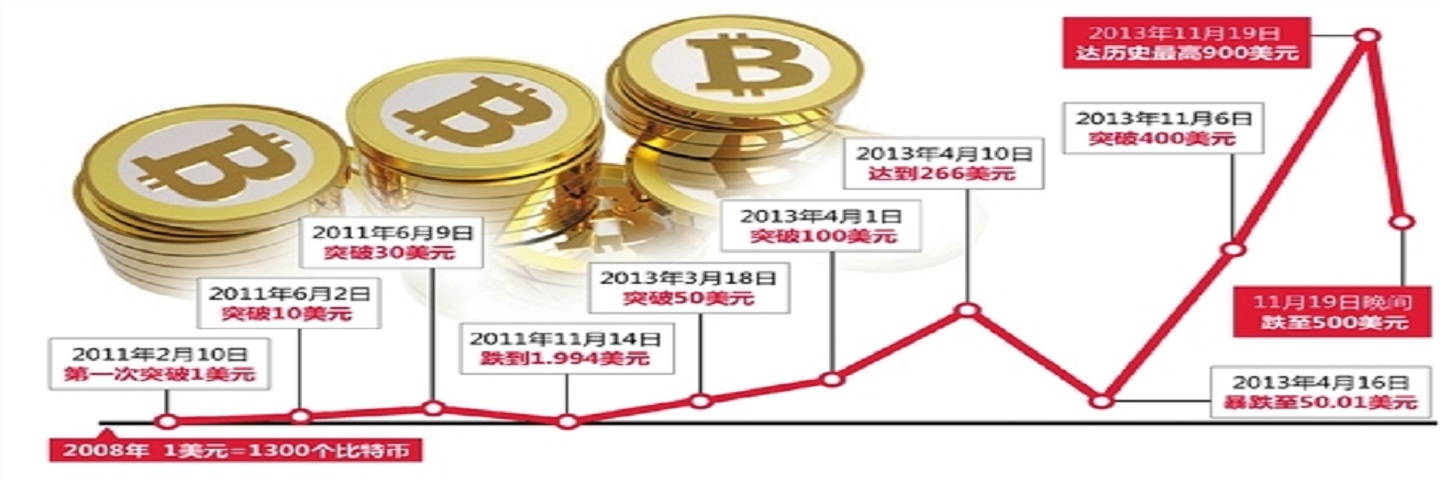 2013年11月19日
达历史最高900美元
2013年11月6日
突破400美元
2013年4月10日
达到266美元
2013年4月1日
突破100美元
2011年6月9日
突破30美元
2013年3月18日
突破50美元
2011年6月2日
突破10美元
11月19日晚间
跌至500美元
2011年11月14日
跌到1.994美元
2011年2月10日
第一次突破1美元
2013年4月16日
暴跌至50.01美元
2008年 1美元=1300个比特币